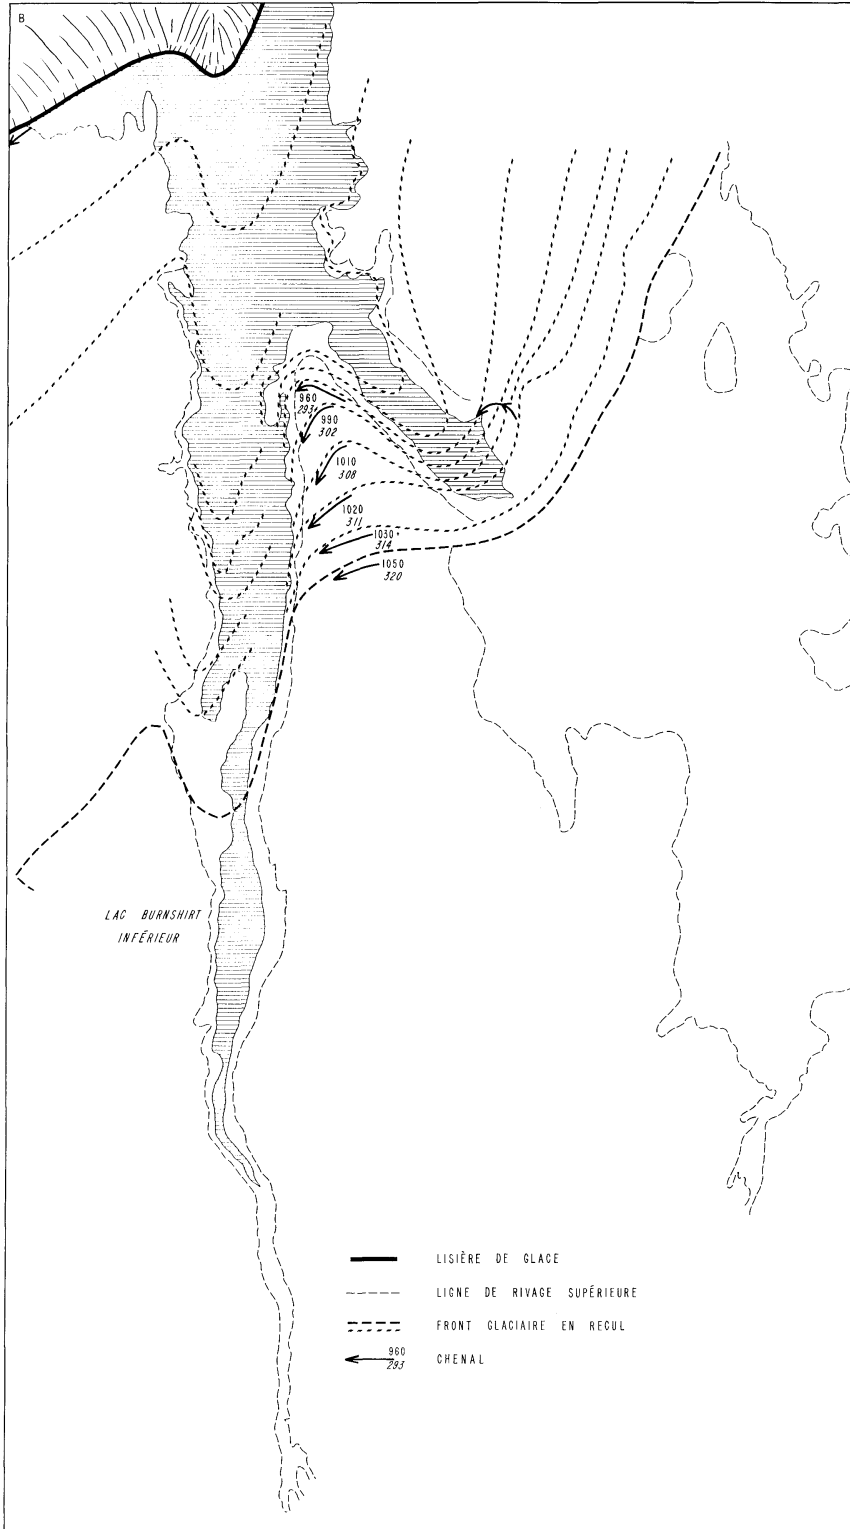 B
960
293
990
302
1010
308
1020
311
1030
314
1050
320
LAC BURNSHIRT
INFÉRIEUR
LISIÈRE DE GLACE
LIGNE DE RIVAGE SUPÉRIEURE
FRONT GLACIAIRE EN RECUL
960
293
CHENAL